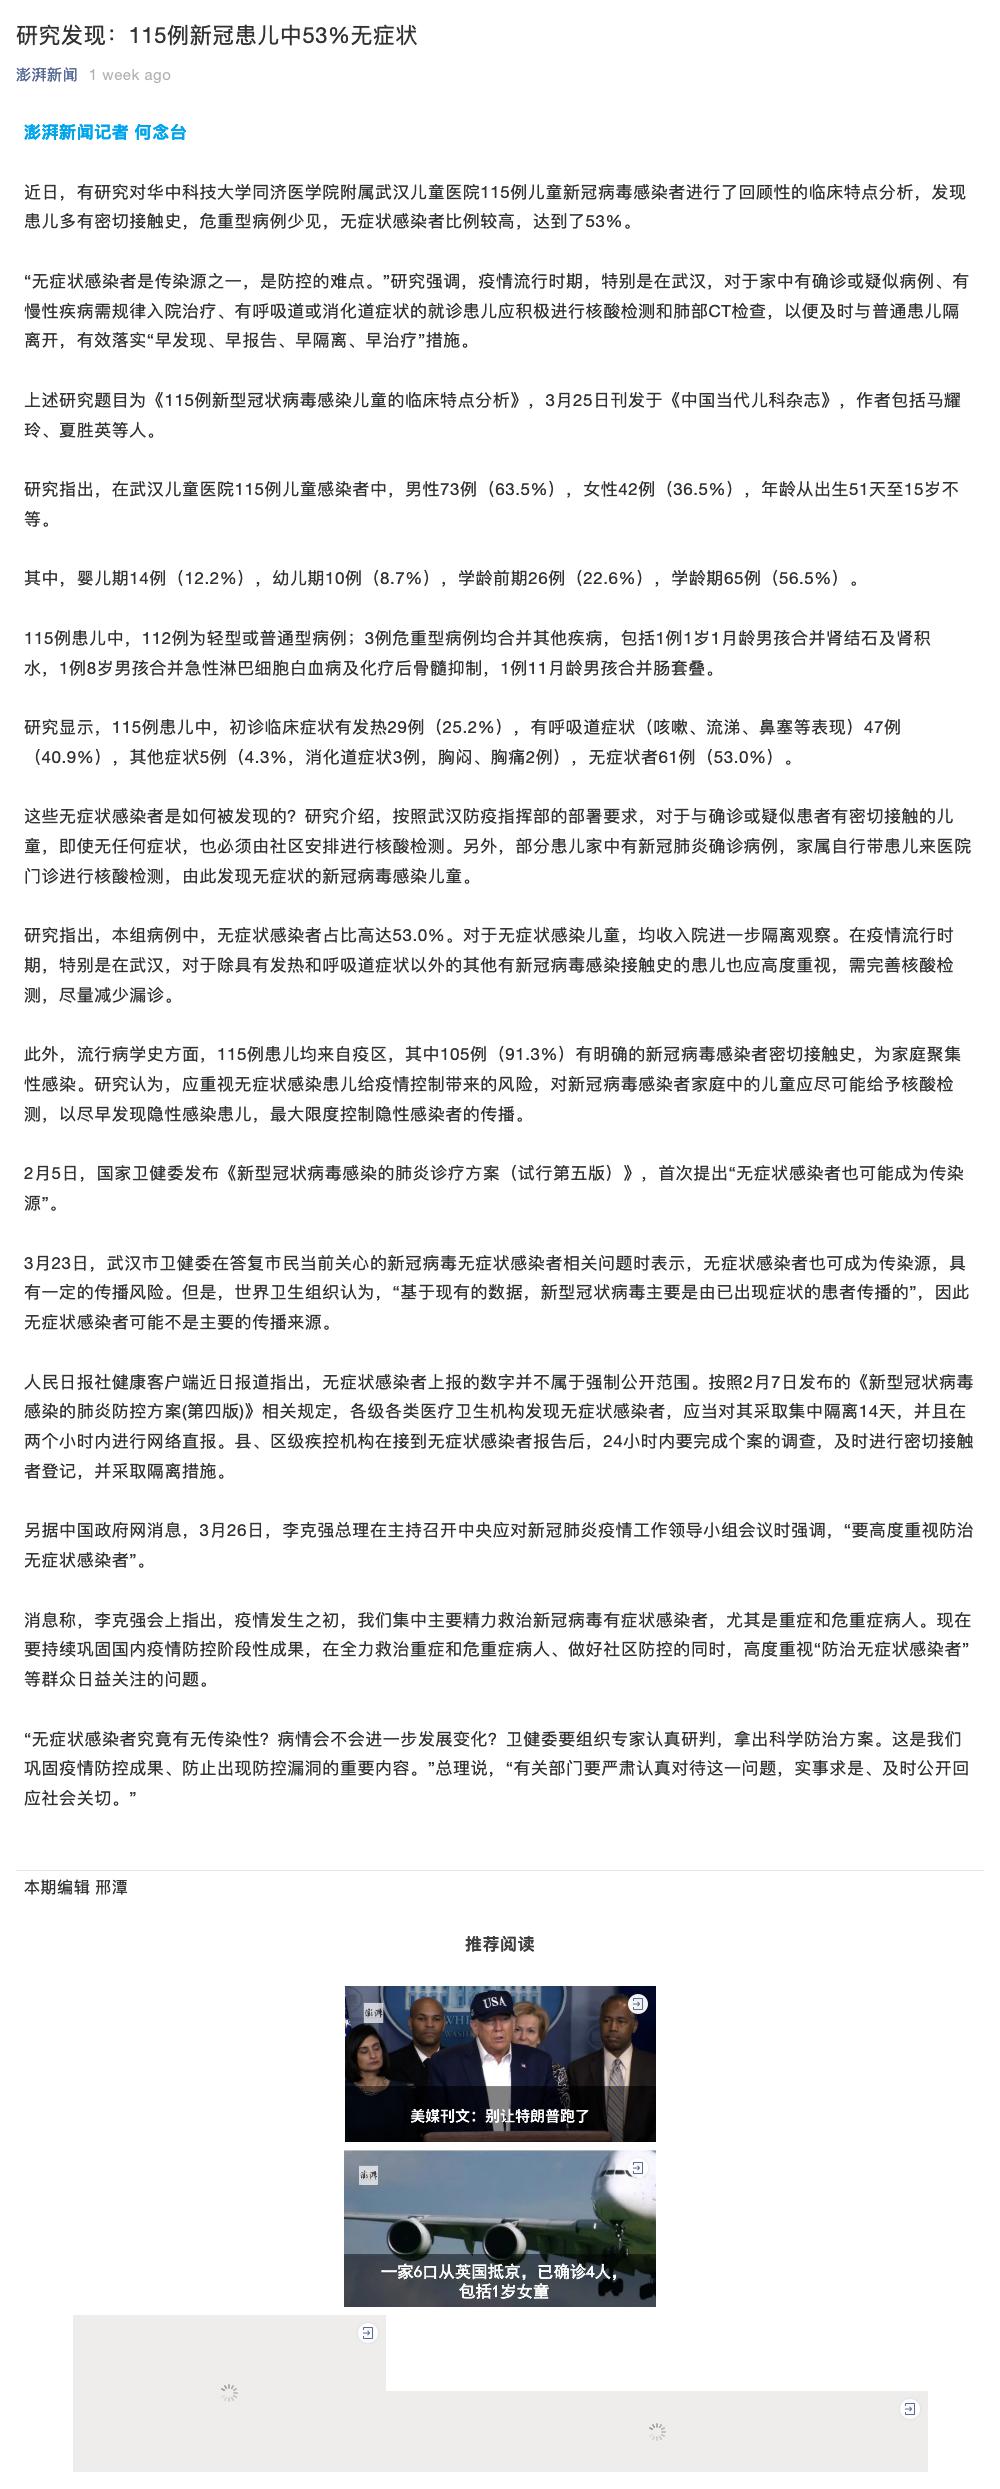 研究发现：115例新冠患儿中53%无症状
澎湃新闻 1 week ago
澎湃新闻记者 何念台
近日，有研究对华中科技大学同济医学院附属武汉儿童医院115例儿童新冠病毒感染者进行了回顾性的临床特点分析，发现
患儿多有密切接触史，危重型病例少见，无症状感染者比例较高，达到了53%。
“无症状感染者是传染源之一，是防控的难点。”研究强调，疫情流行时期，特别是在武汉，对于家中有确诊或疑似病例、有
慢性疾病需规律入院治疗、有呼吸道或消化道症状的就诊患儿应积极进行核酸检测和肺部CT检查，以便及时与普通患儿隔
离开，有效落实“早发现、早报告、早隔离、早治疗”措施。
上述研究题目为《115例新型冠状病毒感染儿童的临床特点分析》，3月25日刊发于《中国当代儿科杂志》，作者包括马耀
玲、夏胜英等人。
研究指出，在武汉儿童医院115例儿童感染者中，男性73例（63.5%），女性42例（36.5%），年龄从出生51天至15岁不
等。
其中，婴儿期14例（12.2%），幼儿期10例（8.7%），学龄前期26例（22.6%），学龄期65例（56.5%）。
115例患儿中，112例为轻型或普通型病例；3例危重型病例均合并其他疾病，包括1例1岁1月龄男孩合并肾结石及肾积
水，1例8岁男孩合并急性淋巴细胞白血病及化疗后骨髓抑制，1例11月龄男孩合并肠套叠。
研究显示，115例患儿中，初诊临床症状有发热29例（25.2%），有呼吸道症状（咳嗽、流涕、鼻塞等表现）47例
（40.9%），其他症状5例（4.3%，消化道症状3例，胸闷、胸痛2例），无症状者61例（53.0%）。
这些无症状感染者是如何被发现的？研究介绍，按照武汉防疫指挥部的部署要求，对于与确诊或疑似患者有密切接触的儿
童，即使无任何症状，也必须由社区安排进行核酸检测。另外，部分患儿家中有新冠肺炎确诊病例，家属自行带患儿来医院
门诊进行核酸检测，由此发现无症状的新冠病毒感染儿童。
研究指出，本组病例中，无症状感染者占比高达53.0%。对于无症状感染儿童，均收入院进一步隔离观察。在疫情流行时
期，特别是在武汉，对于除具有发热和呼吸道症状以外的其他有新冠病毒感染接触史的患儿也应高度重视，需完善核酸检
测，尽量减少漏诊。
此外，流行病学史方面，115例患儿均来自疫区，其中105例（91.3%）有明确的新冠病毒感染者密切接触史，为家庭聚集
性感染。研究认为，应重视无症状感染患儿给疫情控制带来的风险，对新冠病毒感染者家庭中的儿童应尽可能给予核酸检
测，以尽早发现隐性感染患儿，最大限度控制隐性感染者的传播。
2月5日，国家卫健委发布《新型冠状病毒感染的肺炎诊疗方案（试行第五版）》，首次提出“无症状感染者也可能成为传染
源”。
3月23日，武汉市卫健委在答复市民当前关心的新冠病毒无症状感染者相关问题时表示，无症状感染者也可成为传染源，具
有一定的传播风险。但是，世界卫生组织认为，“基于现有的数据，新型冠状病毒主要是由已出现症状的患者传播的”，因此
无症状感染者可能不是主要的传播来源。
人民日报社健康客户端近日报道指出，无症状感染者上报的数字并不属于强制公开范围。按照2月7日发布的《新型冠状病毒
感染的肺炎防控方案(第四版)》相关规定，各级各类医疗卫生机构发现无症状感染者，应当对其采取集中隔离14天，并且在
两个小时内进行网络直报。县、区级疾控机构在接到无症状感染者报告后，24小时内要完成个案的调查，及时进行密切接触
者登记，并采取隔离措施。
另据中国政府网消息，3月26日，李克强总理在主持召开中央应对新冠肺炎疫情工作领导小组会议时强调，“要高度重视防治
无症状感染者”。
消息称，李克强会上指出，疫情发生之初，我们集中主要精力救治新冠病毒有症状感染者，尤其是重症和危重症病人。现在
要持续巩固国内疫情防控阶段性成果，在全力救治重症和危重症病人、做好社区防控的同时，高度重视“防治无症状感染者”
等群众日益关注的问题。
“无症状感染者究竟有无传染性？病情会不会进一步发展变化？卫健委要组织专家认真研判，拿出科学防治方案。这是我们
巩固疫情防控成果、防止出现防控漏洞的重要内容。”总理说，“有关部门要严肃认真对待这一问题，实事求是、及时公开回
应社会关切。”
本期编辑 邢潭
推荐阅读
澎湃
USA
美媒刊文：别让特朗普跑了
澎湃
一家6口从英国抵京，已确诊4人，
包括1岁女童